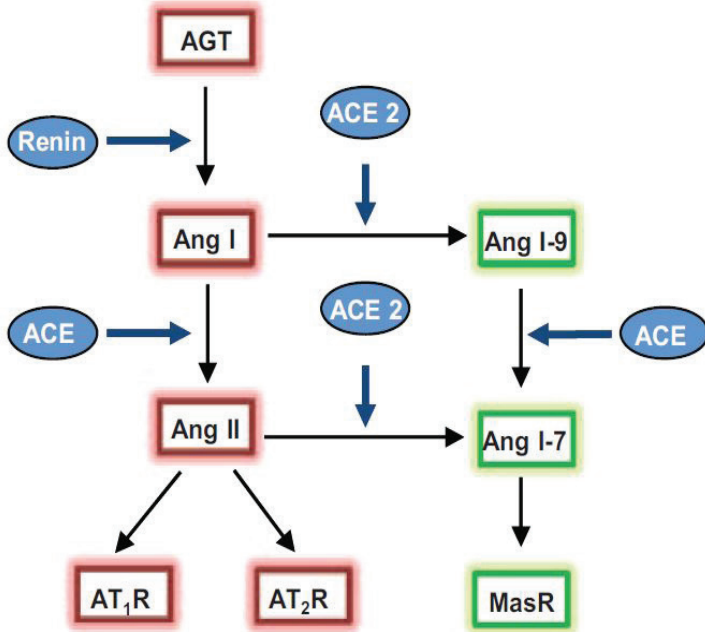 AGT
Renin
ACE 2
Ang I
Ang I-9
ACE
ACE 2
ACE
Ang II
Ang I-7
AT₁R
AT₂R
MasR